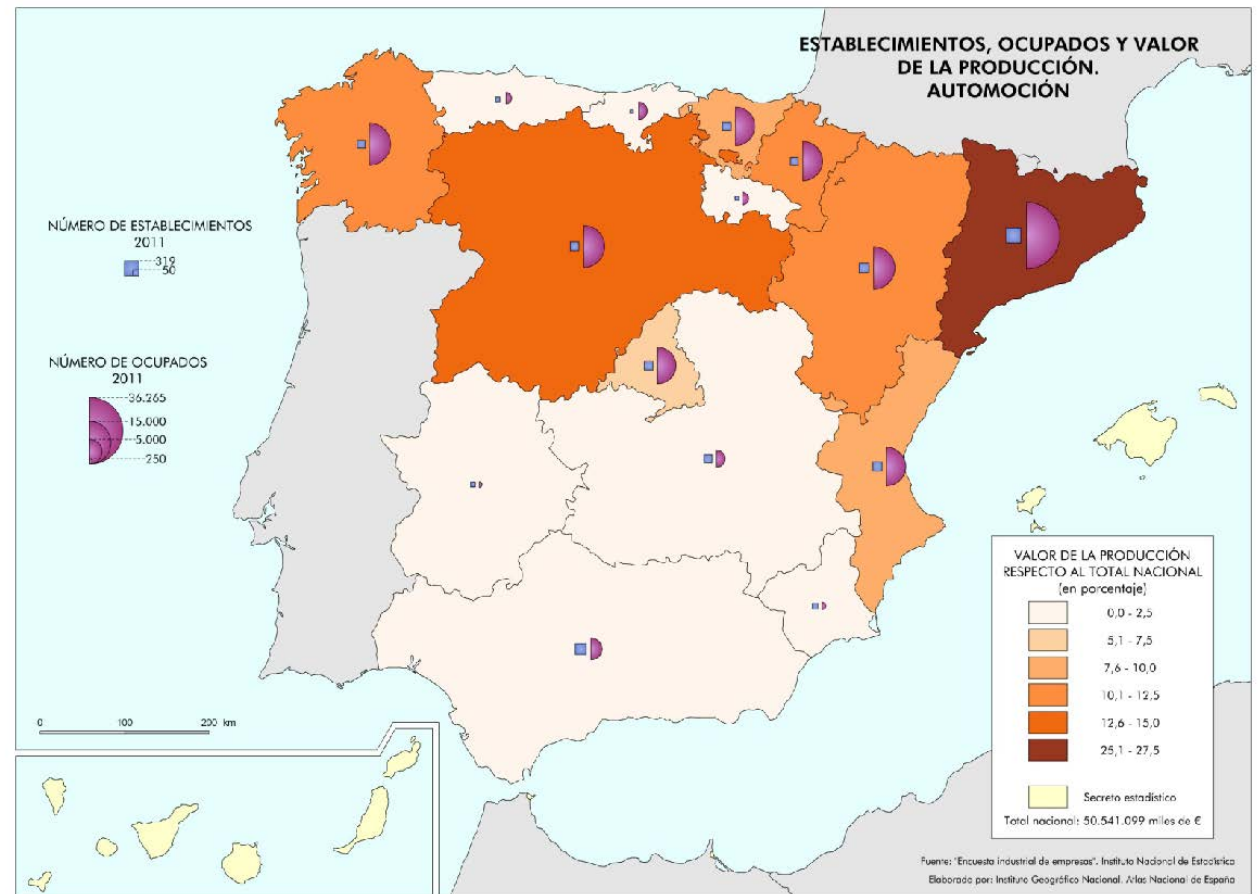 ESTABLECIMIENTOS, OCUPADOS Y VALOR
DE LA PRODUCCIÓN.
AUTOMOCIÓN
NÚMERO DE ESTABLECIMIENTOS
2011
319
50
NÚMERO DE OCUPADOS
2011
36.265
15.000
5.000
250
0 100 200 km
VALOR DE LA PRODUCCIÓN
RESPECTO AL TOTAL NACIONAL
(en porcentaje)
0,0 - 2,5
5,1 - 7,5
7,6 - 10,0
10,1 - 12,5
12,6 - 15,0
25,1 - 27,5
Secreto estadístico
Total nacional: 50.541.099 miles de €
Fuente: "Encuesta industrial de empresas". Instituto Nacional de Estadística
Elaborado por: Instituto Geográfico Nacional. Atlas Nacional de España